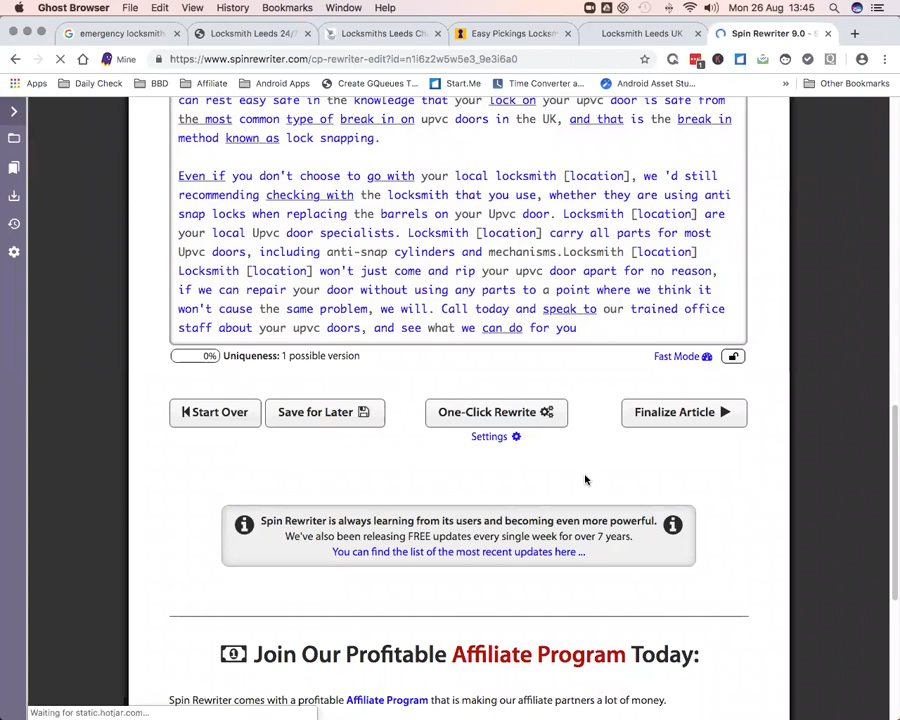 Ghost Browser File Edit View History Bookmarks Window Help Mon 26 Aug 13:45
emergency locksmith × Locksmith Leeds 24/ × Locksmiths Leeds Ch × Easy Pickings Locksm × Locksmith Leeds UK × Spin Rewriter 9.0 - S ×
Mine https://www.spinrewriter.com/cp-rewrite-edit?id=n1i6z2w5e5z3_9e3i6a0
Apps Daily Check BBD Affiliate Android Apps Create GQueues T... Start.Me Time Converter a... Android Asset Stu... » Other Bookmarks
can rest easy safe in the knowledge that your lock on your upvc door is safe from
the most common type of break in on upvc doors in the UK, and that is the break in
method known as lock snapping.
Even if you don't choose to go with your local locksmith [location], we 'd still
recommending checking with the locksmith that you use, whether they are using anti
snap locks when replacing the barrels on your Upvc door. Locksmith [location] are
your local Upvc door specialists. Locksmith [location] carry all parts for most
Upvc doors, including anti-snap cylinders and mechanisms.Locksmith [location]
Locksmith [location] won't just come and rip your upvc door apart for no reason,
if we can repair your door without using any parts to a point where we think it
won't cause the same problem, we will. Call today and speak to our trained office
staff about your upvc doors, and see what we can do for you
0% Uniqueness: 1 possible version Fast Mode
Start Over Save for Later One-Click Rewrite Finalize Article
Settings
Spin Rewriter is always learning from its users and becoming even more powerful.
We've also been releasing FREE updates every single week for over 7 years.
You can find the list of the most recent updates here ...
Join Our Profitable Affiliate Program Today:
Spin Rewriter comes with a profitable Affiliate Program that is making our affiliate partners a lot of money.
Waiting for static.hotjar.com...